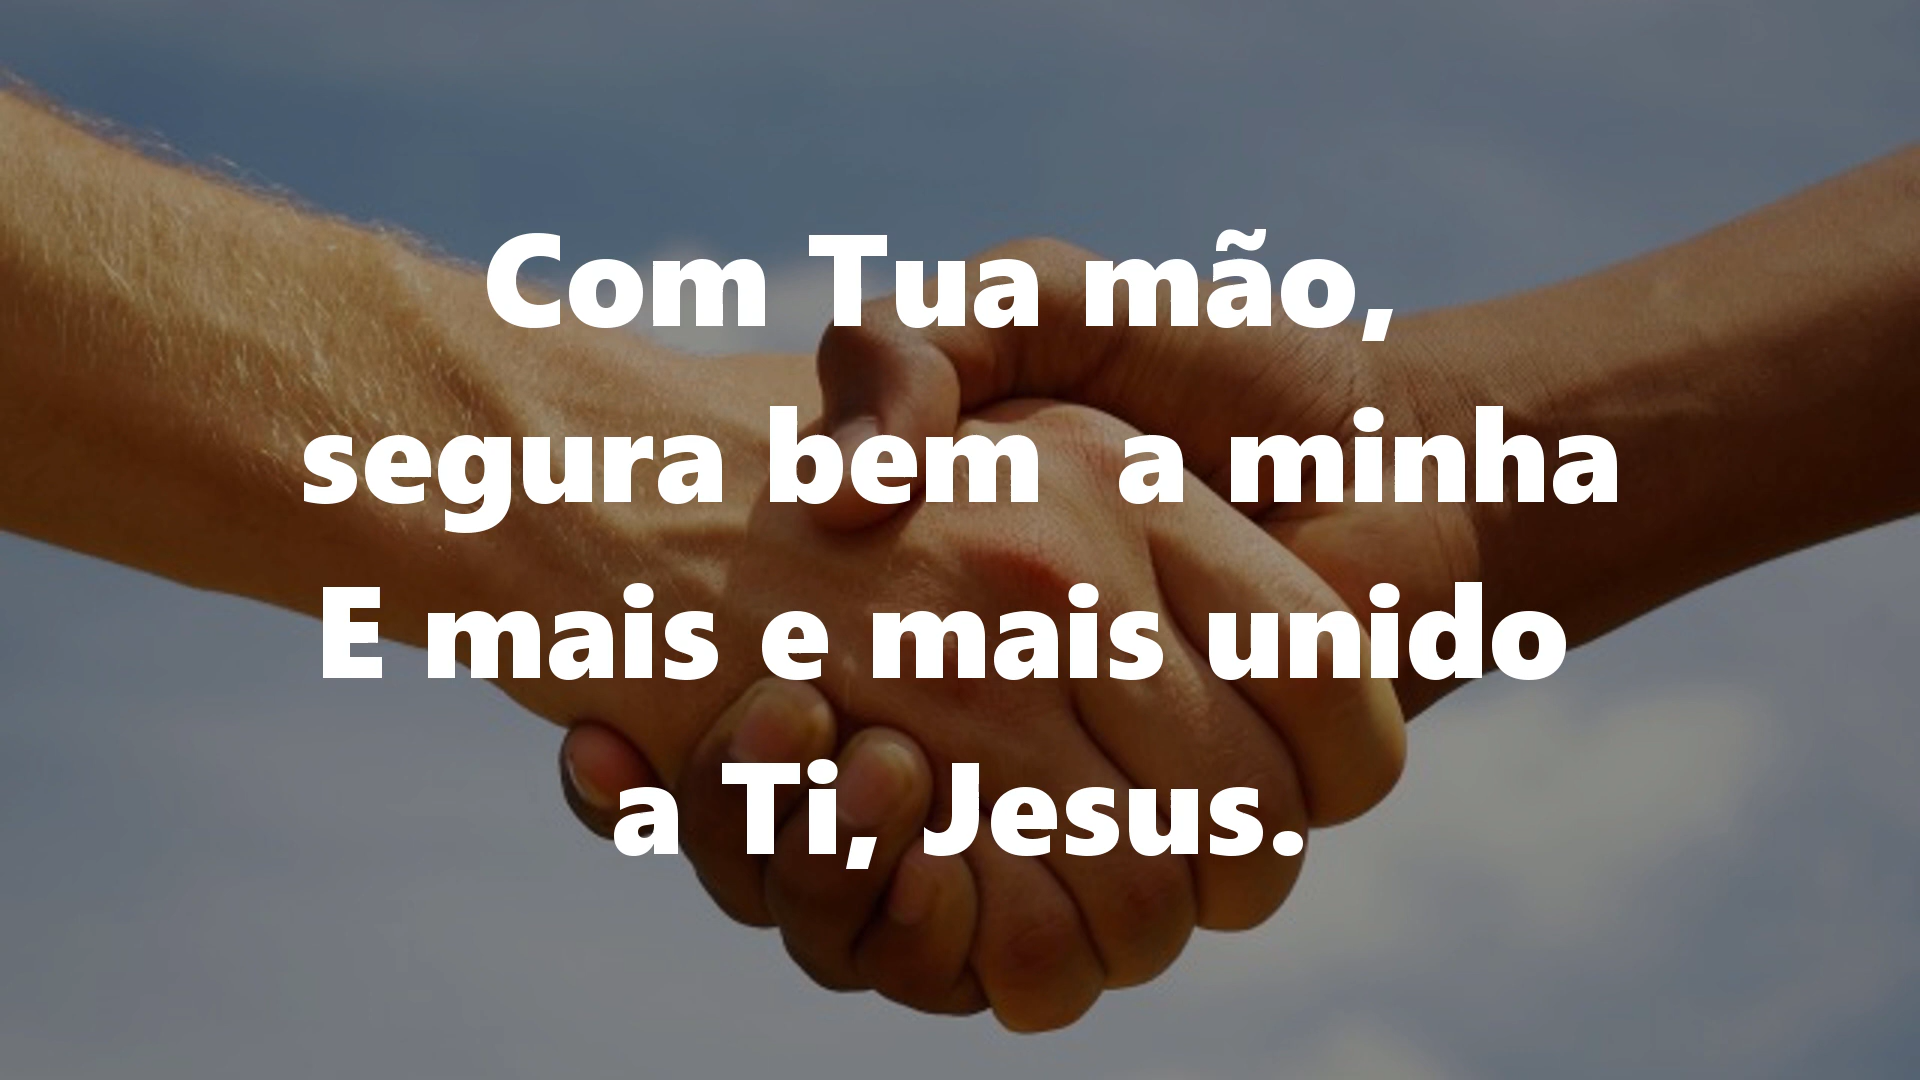 Com Tua mão,
segura bem  a minha
E mais e mais unido
a Ti, Jesus.